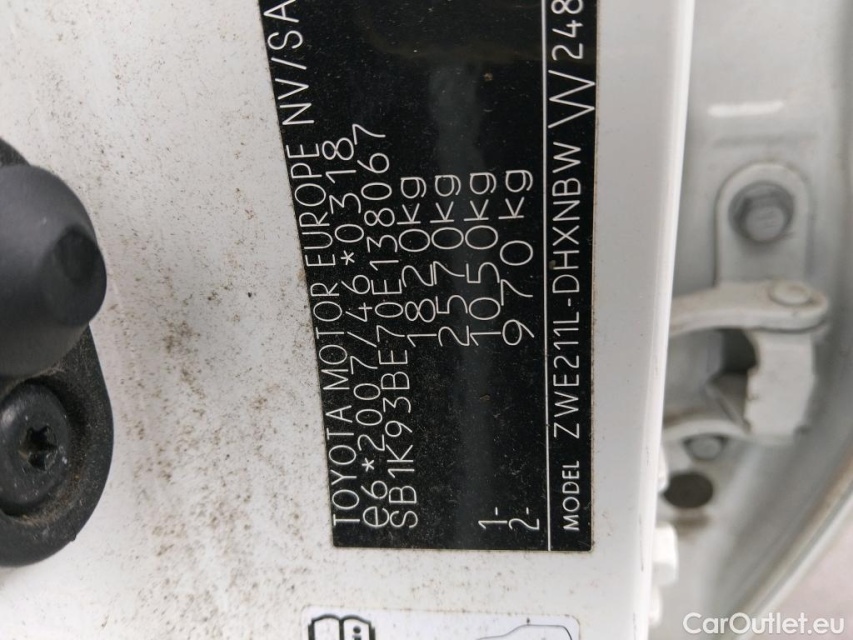 TOYOTA MOTOR EUROPE NV/SA
e6*2007/46*0318
SB1K93BE70E138067
1820kg
2570kg
1- 1050kg
2- 970kg
MODEL ZWE211L-DHXNBW W248
CarOutlet.eu